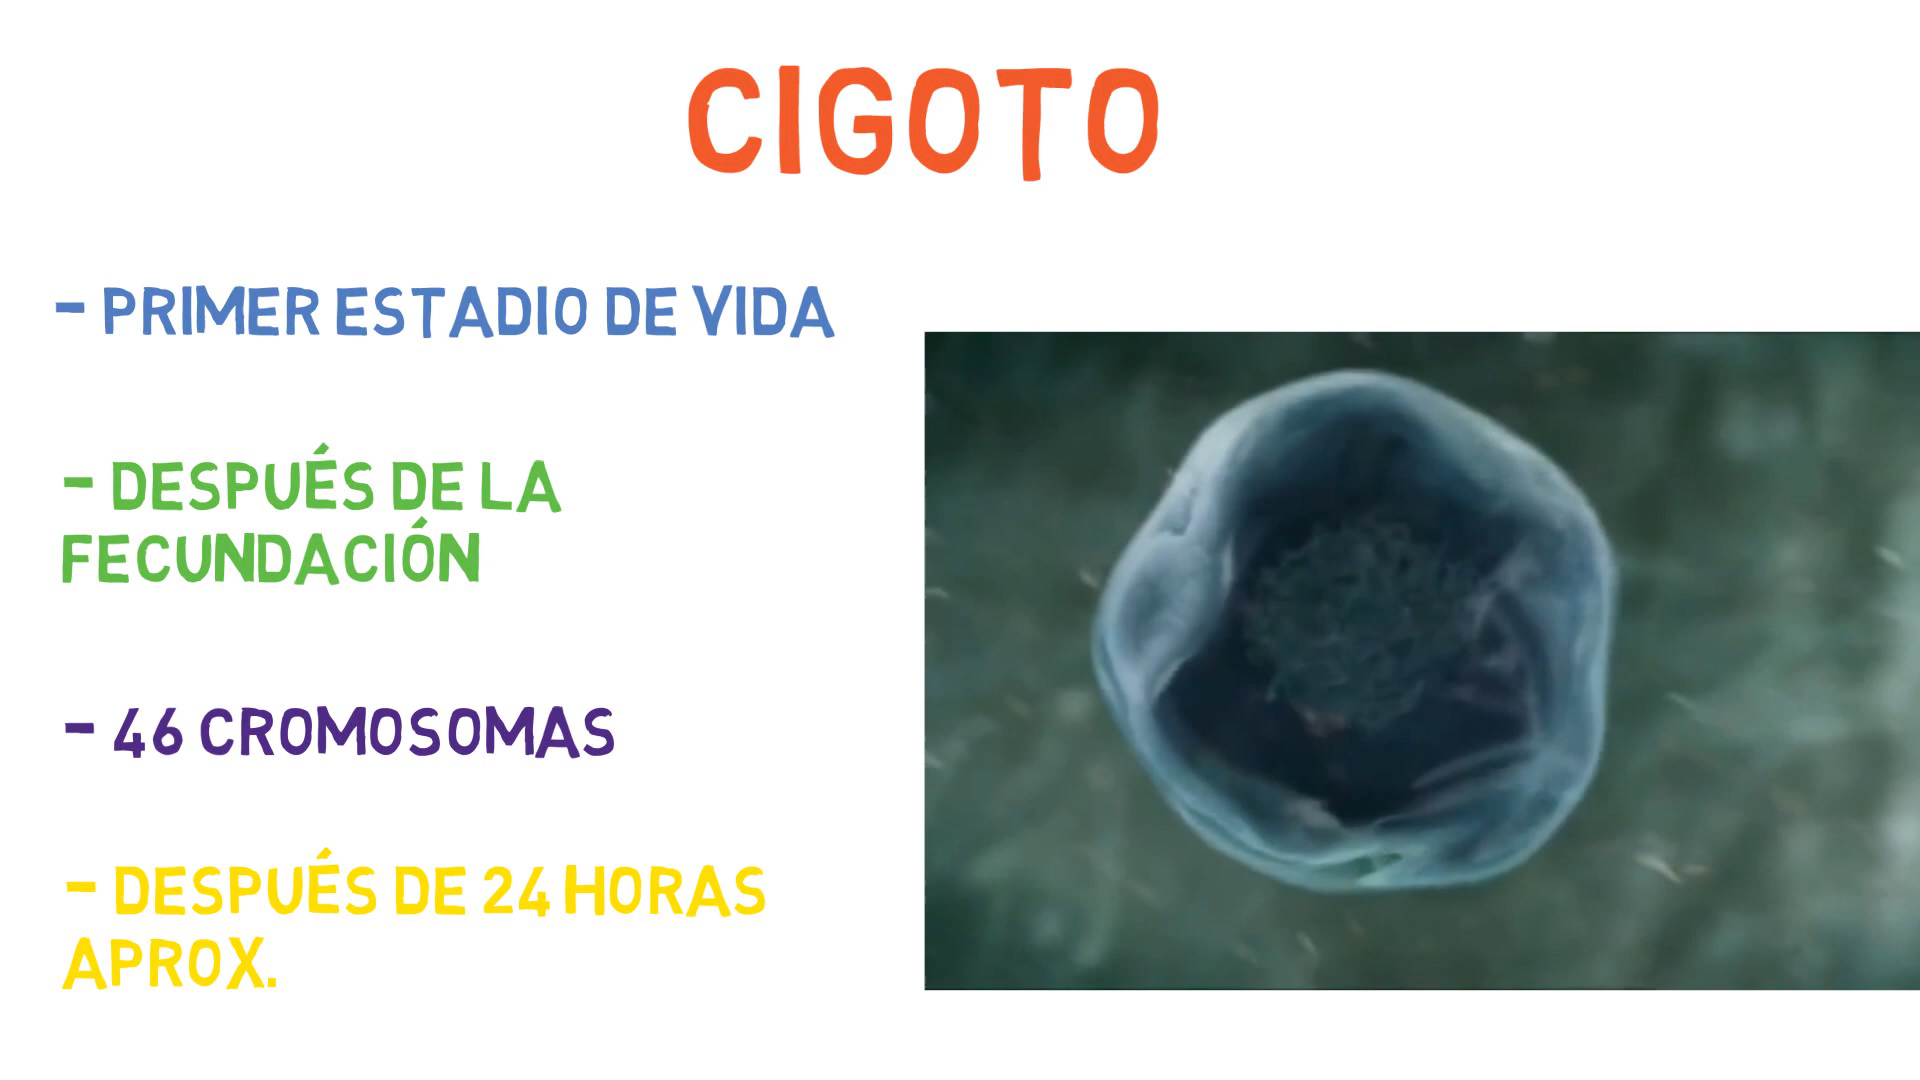 CIGOTO
- PRIMER ESTADIO DE VIDA
- DESPUÉS DE LA
FECUNDACIÓN
- 46 CROMOSOMAS
- DESPUÉS DE 24 HORAS
APROX.